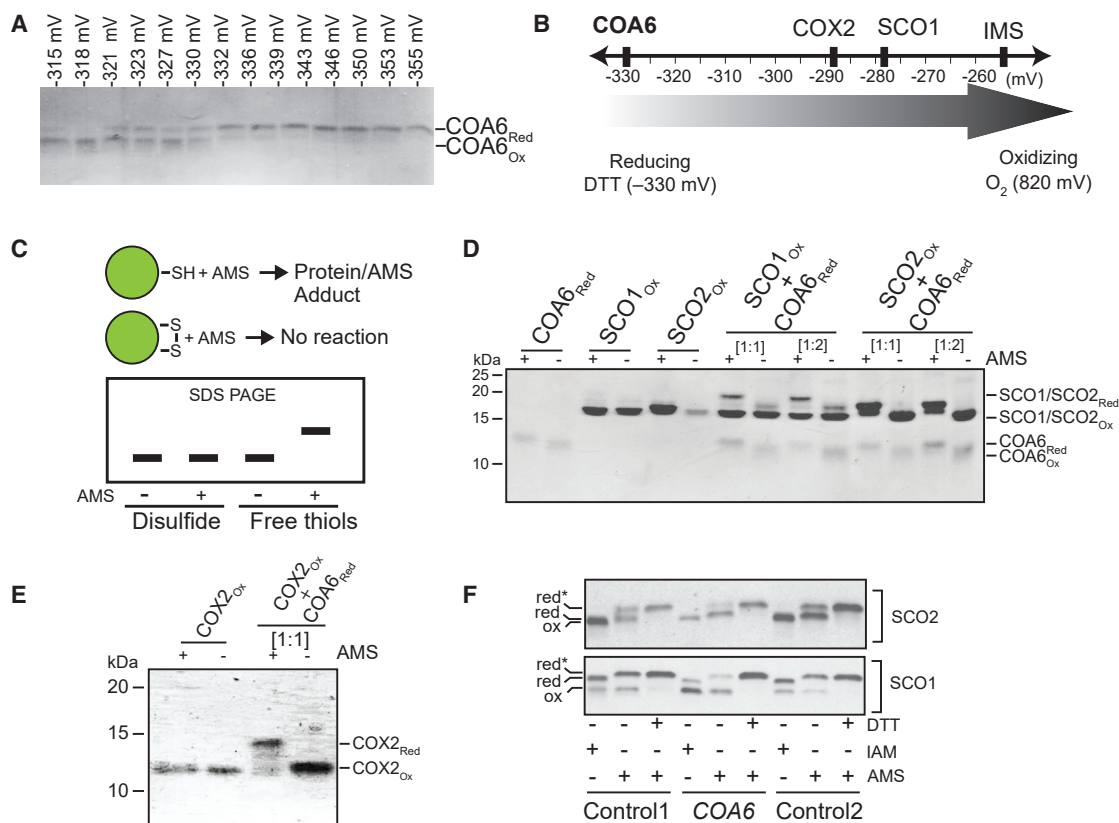 A
-315 mV
-318 mV
-321 mV
-323 mV
-327 mV
-330 mV
-332 mV
-336 mV
-339 mV
-343 mV
-346 mV
-350 mV
-353 mV
-355 mV
-COA6Red
-COA6Ox
B
COA6 COX2 SCO1 IMS
-330 -320 -310 -300 -290 -280 -270 -260 (mV)
Reducing
DTT (–330 mV)
Oxidizing
O2 (820 mV)
C
-SH + AMS Protein/AMS
Adduct
S
S
+ AMS No reaction
SDS PAGE
AMS - + - +
Disulfide Free thiols
D
COA6Red
SCO1Ox
SCO2Ox
SCO1Ox
+
COA6Red
SCO2Ox
+
COA6Red
[1:1] [1:2] [1:1] [1:2]
kDa + - + - + - + - + - + - + - AMS
25
20
15
10
SCO1/SCO2Red
SCO1/SCO2Ox
COA6Red
COA6Ox
E
COX2Ox
COX2Ox
+
COA6Red
[1:1]
kDa + - + - AMS
20
15
10
COX2Red
COX2Ox
F
red*
red
ox
SCO2
red*
red
ox
SCO1
- - + - - + - - + DTT
+ - - + - - + - - IAM
- + + - + + - + + AMS
Control1 COA6 Control2